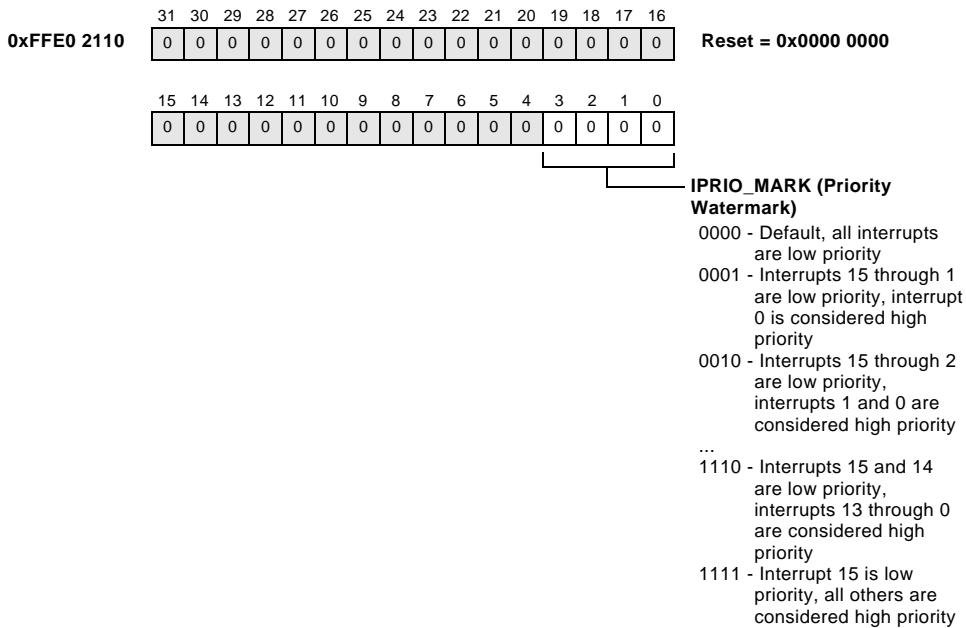 31 30 29 28 27 26 25 24 23 22 21 20 19 18 17 16
0xFFE0 2110 0 0 0 0 0 0 0 0 0 0 0 0 0 0 0 0 Reset = 0x0000 0000
15 14 13 12 11 10 9 8 7 6 5 4 3 2 1 0
0 0 0 0 0 0 0 0 0 0 0 0 0 0 0 0
IPRIO_MARK (Priority
Watermark)
0000 - Default, all interrupts
are low priority
0001 - Interrupts 15 through 1
are low priority, interrupt
0 is considered high
priority
0010 - Interrupts 15 through 2
are low priority,
interrupts 1 and 0 are
considered high priority
...
1110 - Interrupts 15 and 14
are low priority,
interrupts 13 through 0
are considered high
priority
1111 - Interrupt 15 is low
priority, all others are
considered high priority